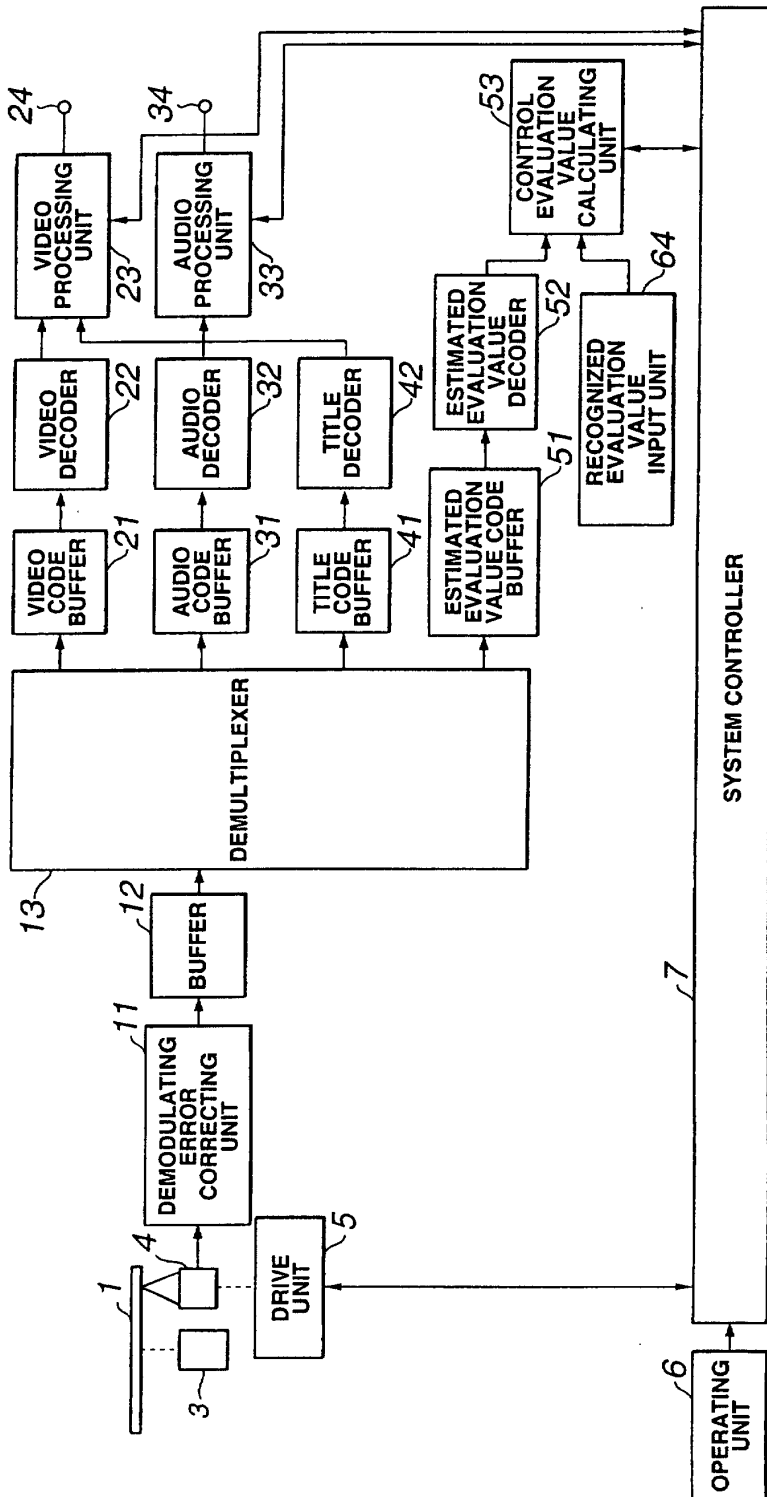 1
3
4
DRIVE
UNIT
5
DEMODULATING
ERROR
CORRECTING
UNIT
11
BUFFER
12
DEMULTIPLEXER
13
VIDEO
CODE
BUFFER
21
VIDEO
DECODER
22
VIDEO
PROCESSING
UNIT
23
24
AUDIO
CODE
BUFFER
31
AUDIO
DECODER
32
AUDIO
PROCESSING
UNIT
33
34
TITLE
CODE
BUFFER
41
TITLE
DECODER
42
ESTIMATED
EVALUATION
VALUE CODE
BUFFER
51
ESTIMATED
EVALUATION
VALUE
DECODER
52
CONTROL
EVALUATION
VALUE
CALCULATING
UNIT
53
RECOGNIZED
EVALUATION
VALUE
INPUT UNIT
64
OPERATING
UNIT
6
SYSTEM CONTROLLER
7